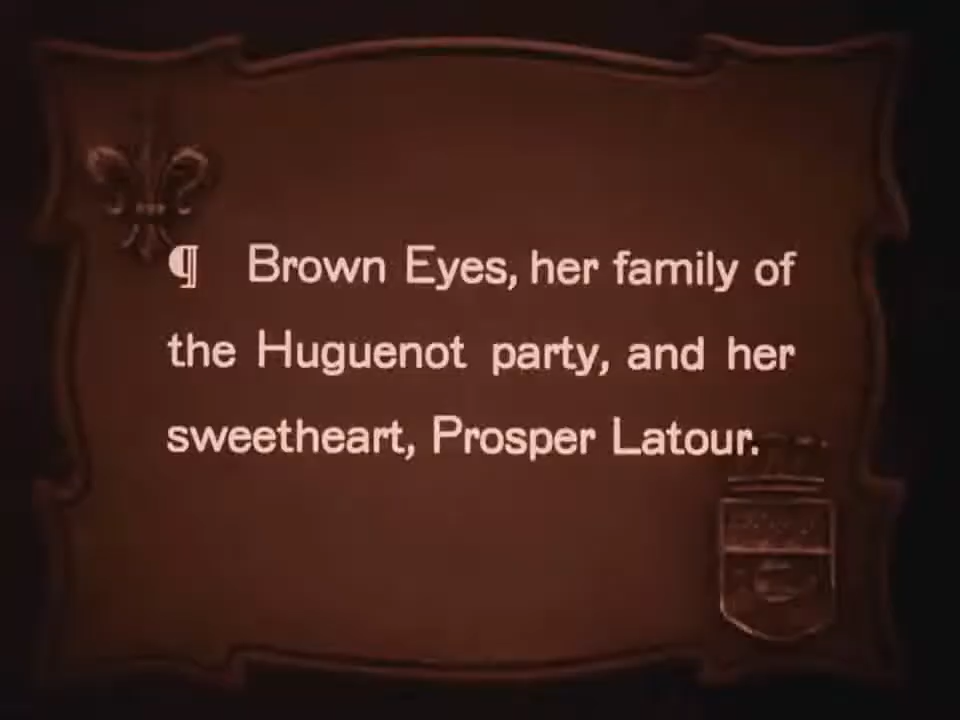 ¶ Brown Eyes, her family of
the Huguenot party, and her
sweetheart, Prosper Latour.